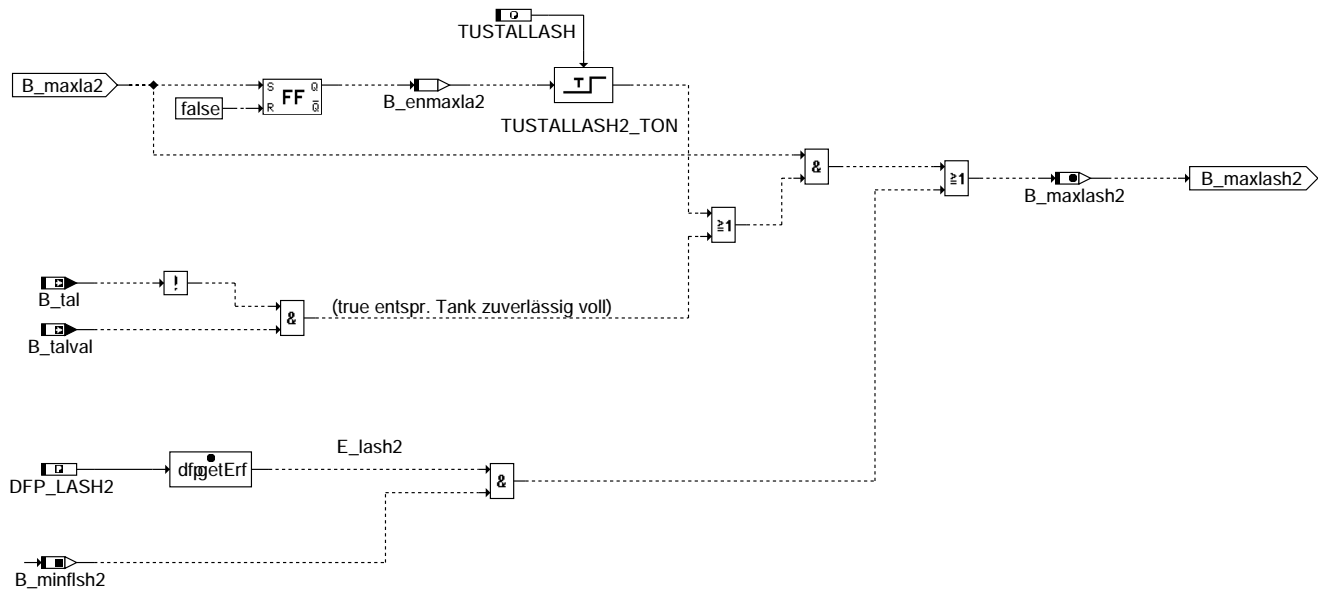 TUSTALLASH
B_maxla2
S
Q
FF
R
Q̅
false
B_enmaxla2
T
TUSTALLASH2_TON
&
≧1
B_maxlash2
B_maxlash2
≧1
B_tal
!
&
(true entspr. Tank zuverlässig voll)
B_talval
E_lash2
dfpgetErf
DFP_LASH2
&
B_minflsh2